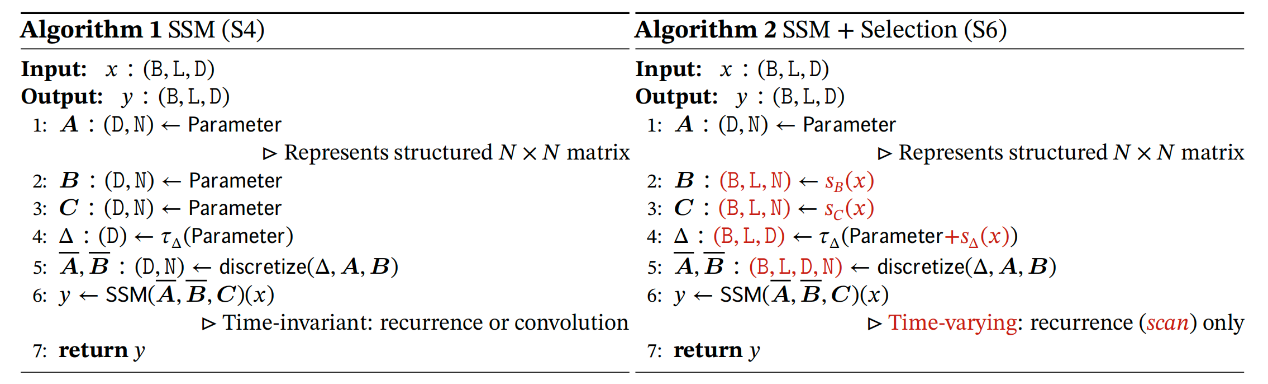 Algorithm 1 SSM (S4)
Input: x : (B, L, D)
Output: y : (B, L, D)
1: A : (D, N) ← Parameter
▷ Represents structured N × N matrix
2: B : (D, N) ← Parameter
3: C : (D, N) ← Parameter
4: Δ : (D) ← τ_Δ(Parameter)
5: A̅, B̅ : (D, N) ← discretize(Δ, A, B)
6: y ← SSM(A̅, B̅, C)(x)
▷ Time-invariant: recurrence or convolution
7: return y
Algorithm 2 SSM + Selection (S6)
Input: x : (B, L, D)
Output: y : (B, L, D)
1: A : (D, N) ← Parameter
▷ Represents structured N × N matrix
2: B : (B, L, N) ← s_B(x)
3: C : (B, L, N) ← s_C(x)
4: Δ : (B, L, D) ← τ_Δ(Parameter+s_Δ(x))
5: A̅, B̅ : (B, L, D, N) ← discretize(Δ, A, B)
6: y ← SSM(A̅, B̅, C)(x)
▷ Time-varying: recurrence (scan) only
7: return y